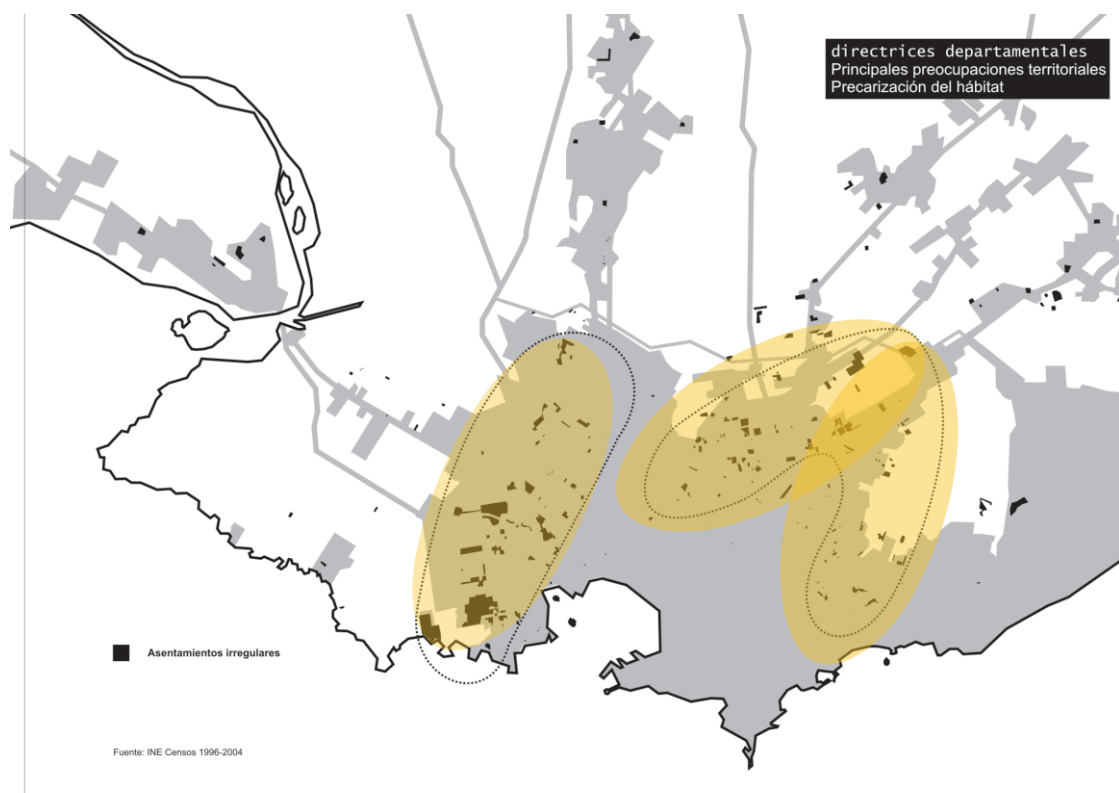 directrices departamentales
Principales preocupaciones territoriales
Precarización del hábitat
Asentamientos irregulares
Fuente: INE Censos 1996-2004